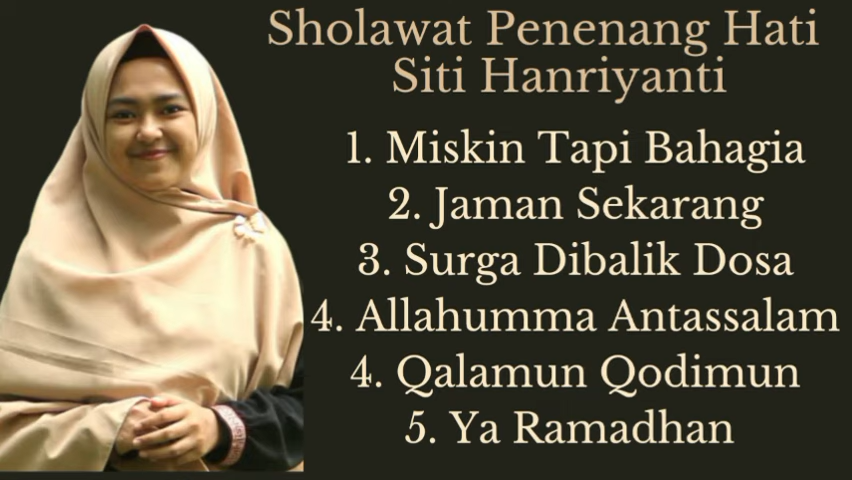 Sholawat Penenang Hati
Siti Hanriyanti
1. Miskin Tapi Bahagia
2. Jaman Sekarang
3. Surga Dibalik Dosa
4. Allahumma Antassalam
4. Qalamun Qodimun
5. Ya Ramadhan